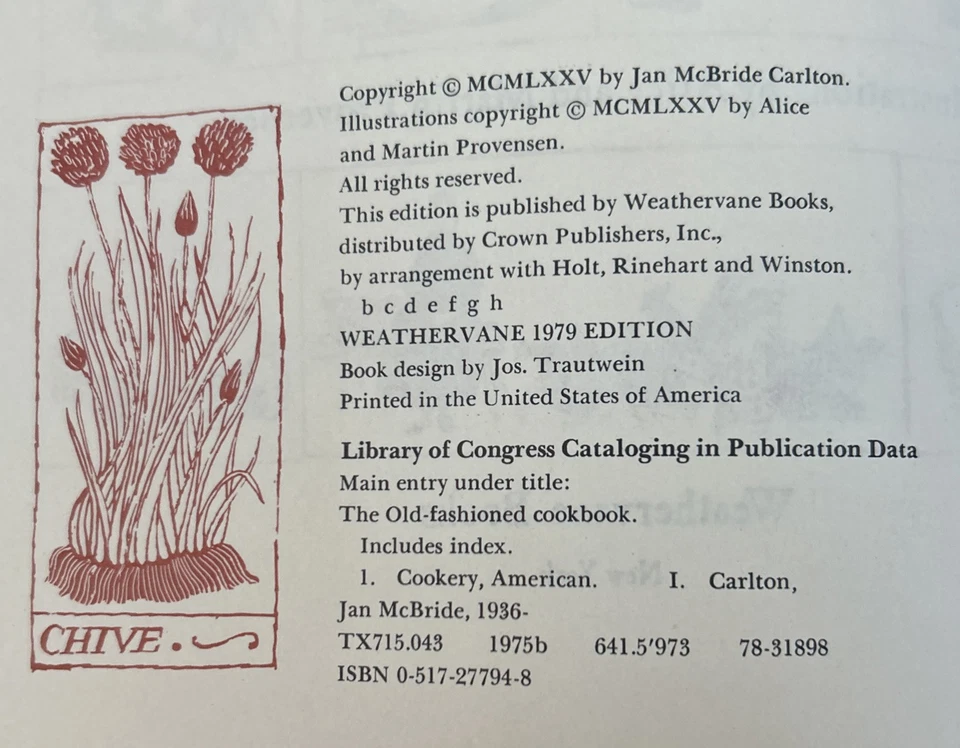 Copyright © MCMLXXV by Jan McBride Carlton.
Illustrations copyright © MCMLXXV by Alice
and Martin Provensen.
All rights reserved.
This edition is published by Weathervane Books,
distributed by Crown Publishers, Inc.,
by arrangement with Holt, Rinehart and Winston.
b c d e f g h
WEATHERVANE 1979 EDITION
Book design by Jos. Trautwein
Printed in the United States of America
Library of Congress Cataloging in Publication Data
Main entry under title:
The Old-fashioned cookbook.
Includes index.
1. Cookery, American. I. Carlton,
Jan McBride, 1936-
TX715.043 1975b 641.5′973 78-31898
ISBN 0-517-27794-8
CHIVE.